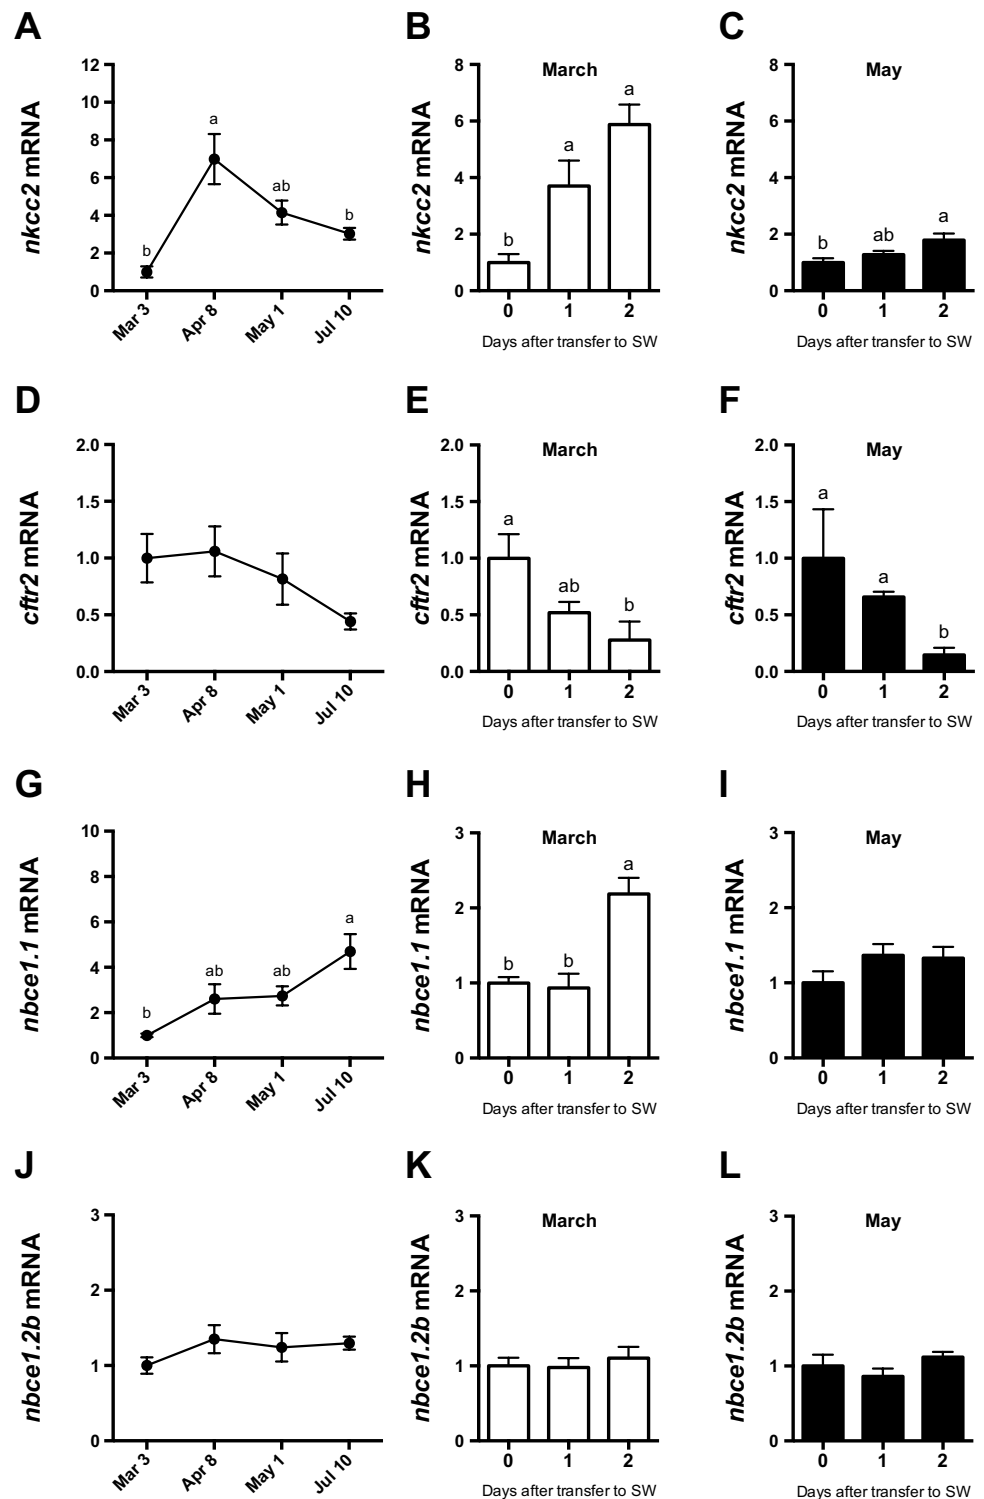 A
nkcc2 mRNA
12
10
8
6
4
2
0
a
ab
b
b
Mar 3
Apr 8
May 1
Jul 10
B
nkcc2 mRNA
March
8
6
4
2
0
b
a
a
0 1 2
Days after transfer to SW
C
nkcc2 mRNA
May
8
6
4
2
0
b
ab
a
0 1 2
Days after transfer to SW
D
cftr2 mRNA
2.0
1.5
1.0
0.5
0.0
Mar 3
Apr 8
May 1
Jul 10
E
cftr2 mRNA
March
2.0
1.5
1.0
0.5
0.0
a
ab
b
0 1 2
Days after transfer to SW
F
cftr2 mRNA
May
2.0
1.5
1.0
0.5
0.0
a
a
b
0 1 2
Days after transfer to SW
G
nbce1.1 mRNA
10
8
6
4
2
0
b
ab
ab
a
Mar 3
Apr 8
May 1
Jul 10
H
nbce1.1 mRNA
March
3
2
1
0
b
b
a
0 1 2
Days after transfer to SW
I
nbce1.1 mRNA
May
3
2
1
0
0 1 2
Days after transfer to SW
J
nbce1.2b mRNA
3
2
1
0
Mar 3
Apr 8
May 1
Jul 10
K
nbce1.2b mRNA
March
3
2
1
0
0 1 2
Days after transfer to SW
L
nbce1.2b mRNA
May
3
2
1
0
0 1 2
Days after transfer to SW